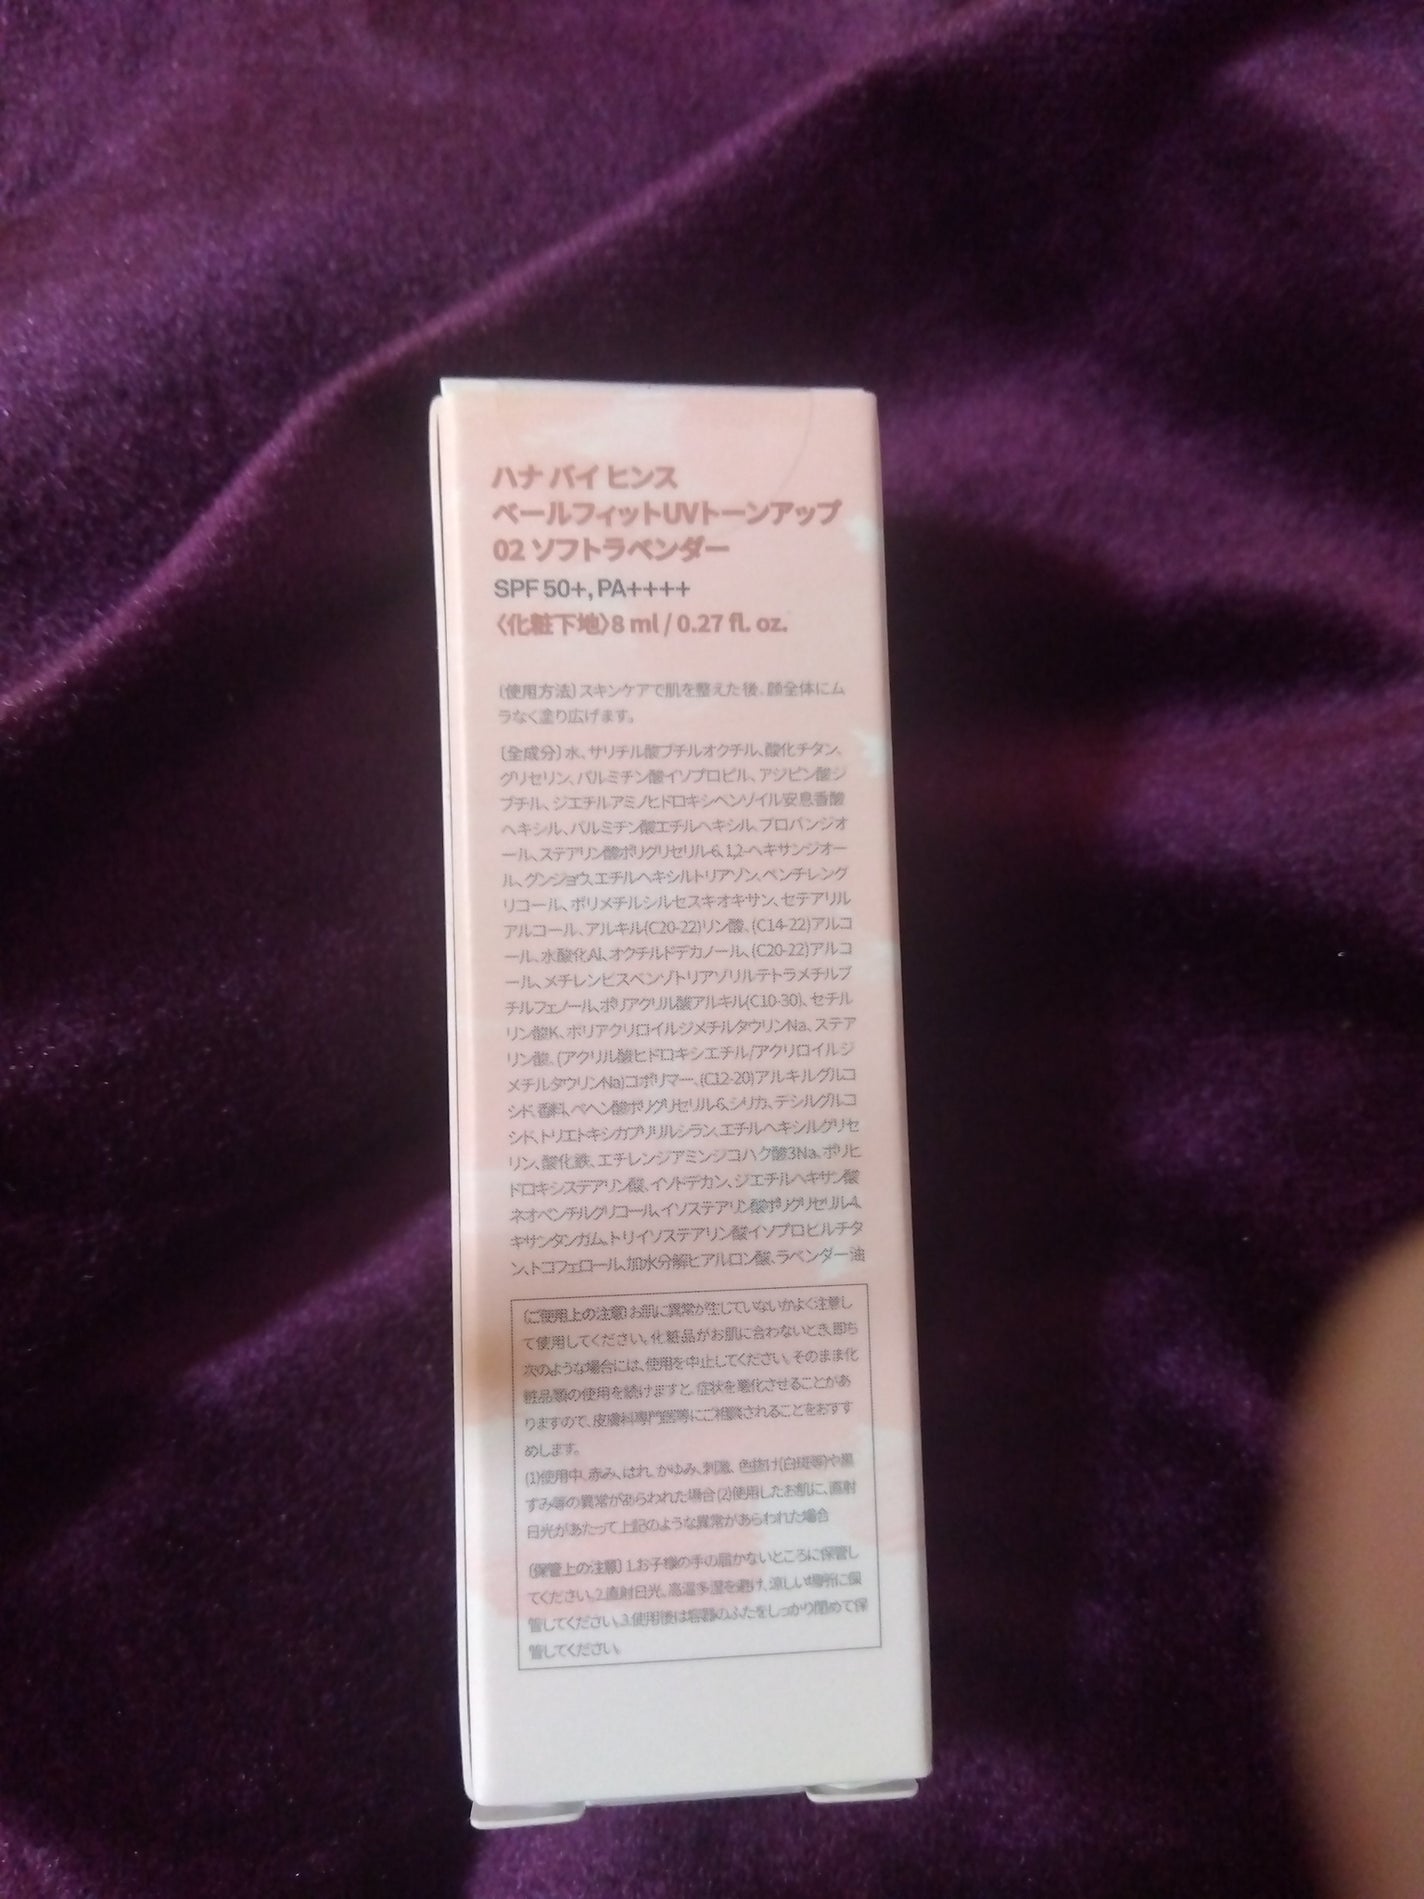 ハナ バイ ヒンス
ベールフィットUVトーンアップ
02 ソフトラベンダー
SPF 50+, PA++++
〈化粧下地〉8 ml / 0.27 fl. oz.
〔使用方法〕スキンケアで肌を整えた後、顔全体にム
ラなく塗り広げます。
〔全成分〕水、サリチル酸ブチルオクチル、酸化チタン、
グリセリン、パルミチン酸イソプロピル、アジピン酸ジ
ブチル、ジエチルアミノヒドロキシベンゾイル安息香酸
ヘキシル、パルミチン酸エチルヘキシル、プロパンジオ
ール、ステアリン酸ポリグリセリル-6、1,2-ヘキサンジオー
ル、グンジョウ、エチルヘキシルトリアゾン、ペンチレング
リコール、ポリメチルシルセスキオキサン、セテアリル
アルコール、アルキル(C20-22)リン酸、(C14-22)アルコ
ール、水酸化Al、オクチルドデカノール、(C20-22)アルコ
ール、メチレンビスベンゾトリアゾリルテトラメチルブ
チルフェノール、ポリアクリル酸アルキル(C10-30)、セチル
リン酸K、ポリアクリロイルジメチルタウリンNa、ステア
リン酸、(アクリル酸ヒドロキシエチル/アクリロイルジ
メチルタウリンNa)コポリマー、(C12-20)アルキルグルコ
シド、香料、ベヘン酸ポリグリセリル-6、シリカ、デシルグルコ
シド、トリエトキシカプリリルシラン、エチルヘキシルグリセ
リン、酸化鉄、エチレンジアミンジコハク酸3Na、ポリヒ
ドロキシステアリン酸、イソドデカン、ジエチルヘキサン酸
ネオペンチルグリコール、イソステアリン酸ポリグリセリル-4、
キサンタンガム、トリイソステアリン酸イソプロピルチタ
ン、トコフェロール、加水分解ヒアルロン酸、ラベンダー油
〔ご使用上の注意〕お肌に異常が生じていないかよく注意し
て使用してください。化粧品がお肌に合わないとき、即ち
次のような場合には、使用を中止してください。そのまま化
粧品類の使用を続けますと、症状を悪化させることがあ
りますので、皮膚科専門医等にご相談されることをおすす
めします。
(1)使用中、赤み、はれ、かゆみ、刺激、色抜け(白斑等)や黒
ずみ等の異常があらわれた場合 (2)使用したお肌に、直射
日光があたって上記のような異常があらわれた場合
〔保管上の注意〕1.お子様の手の届かないところに保管し
てください。2.直射日光、高温多湿を避け、涼しい場所に保
管してください。3.使用後は容器のふたをしっかり閉めて保
管してください。